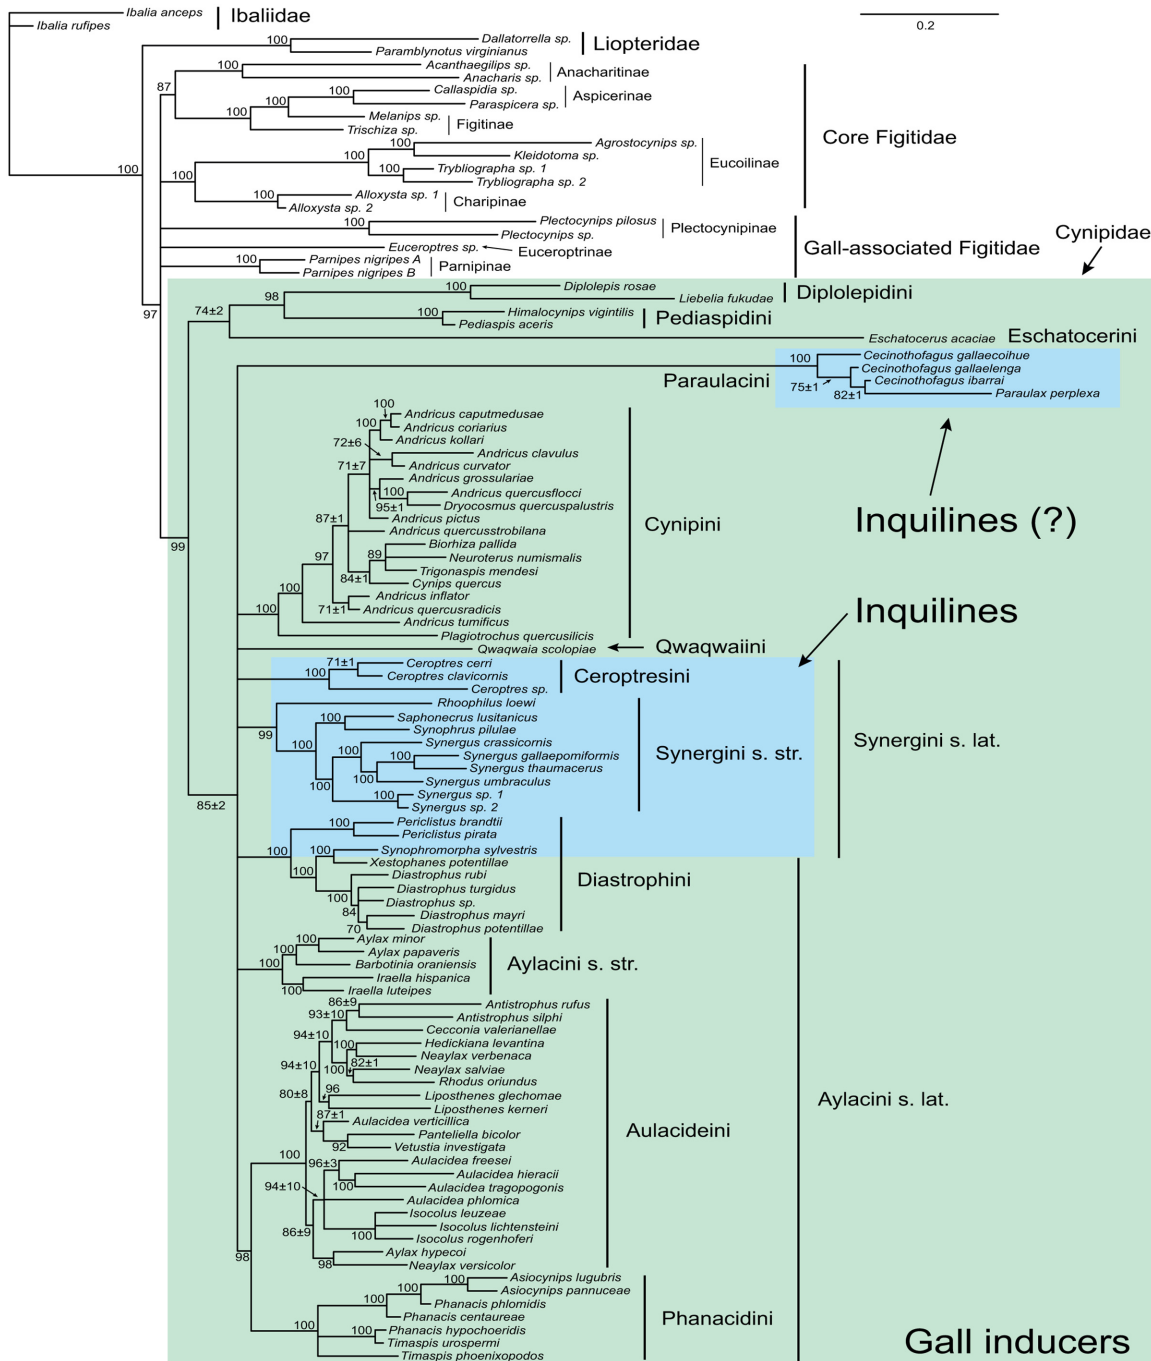 Ibalia anceps
Ibalia rufipes
Ibaliidae
0.2
100
Dallatorrella sp.
Paramblynotus virginianus
Liopteridae
100
Acanthaegilips sp.
Anacharis sp.
Anacharitinae
87
100
Callaspidia sp.
Paraspicera sp.
Aspicerinae
100
100
Melanips sp.
Trischiza sp.
Figitinae
Core Figitidae
100
Agrostocynips sp.
Kleidotoma sp.
Trybliographa sp. 1
Trybliographa sp. 2
Eucoilinae
100
100
100
100
Alloxysta sp. 1
Alloxysta sp. 2
Charipinae
100
Plectocynips pilosus
Plectocynips sp.
Plectocynipinae
Euceroptres sp.
Euceroptrinae
Gall-associated Figitidae
Cynipidae
100
Parnipes nigripes A
Parnipes nigripes B
Parnipinae
97
74±2
98
100
Diplolepis rosae
Liebelia fukudae
Diplolepidini
100
Himalocynips vigintilis
Pediaspis aceris
Pediaspidini
Eschatocerus acaciae
Eschatocerini
Paraulacini
100
75±1
82±1
Cecinothofagus gallaecoihue
Cecinothofagus gallaelenga
Cecinothofagus ibarrai
Paraulax perplexa
Inquilines (?)
100
100
Andricus caputmedusae
Andricus coriarius
Andricus kollari
72±6
Andricus clavulus
Andricus curvator
71±7
Andricus grossulariae
100
Andricus quercusflocci
Dryocosmus quercuspalustris
95±1
Andricus pictus
87±1
Andricus quercusstrobilana
Cynipini
99
97
89
Biorhiza pallida
Neuroterus numismalis
Trigonaspis mendesi
84±1
Cynips quercus
100
Andricus inflator
71±1
Andricus quercusradicis
100
Andricus tumificus
Plagiotrochus quercusilicis
Inquilines
Qwaqwaia scolopiae
Qwaqwaiini
71±1
100
Ceroptres cerri
Ceroptres clavicornis
Ceroptres sp.
Ceroptresini
Rhoophilus loewi
99
100
Saphonecrus lusitanicus
Synophrus pilulae
100
100
Synergus crassicornis
100
Synergus gallaepomiformis
Synergus thaumacerus
100
Synergus umbraculus
100
100
Synergus sp. 1
Synergus sp. 2
Synergini s. str.
Synergini s. lat.
85±2
100
Periclistus brandtii
Periclistus pirata
100
100
Synophromorpha sylvestris
Xestophanes potentillae
100
Diastrophus rubi
100
Diastrophus turgidus
Diastrophus sp.
84
Diastrophus mayri
70
Diastrophus potentillae
Diastrophini
100
100
Aylax minor
Aylax papaveris
Barbotinia oraniensis
100
100
Iraella hispanica
Iraella luteipes
Aylacini s. str.
86±9
Antistrophus rufus
93±10
Antistrophus silphi
Cecconia valerianellae
94±10
100
Hedickiana levantina
Neaylax verbenaca
82±1
100
Neaylax salviae
Rhodus oriundus
94±10
96
Liposthenes glechomae
Liposthenes kerneri
80±8
87±1
Aulacidea verticillica
92
Panteliella bicolor
Vetustia investigata
Aulacideini
Aylacini s. lat.
100
96±3
Aulacidea freesei
100
Aulacidea hieracii
Aulacidea tragopogonis
94±10
Aulacidea phlomica
86±9
100
Isocolus leuzeae
Isocolus lichtensteini
Isocolus rogenhoferi
98
Aylax hypecoi
Neaylax versicolor
98
100
Asiocynips lugubris
Asiocynips pannuceae
100
Phanacis phlomidis
100
Phanacis centaureae
100
100
Phanacis hypochoeridis
Timaspis urospermi
Timaspis phoenixopodos
Phanacidini
Gall inducers